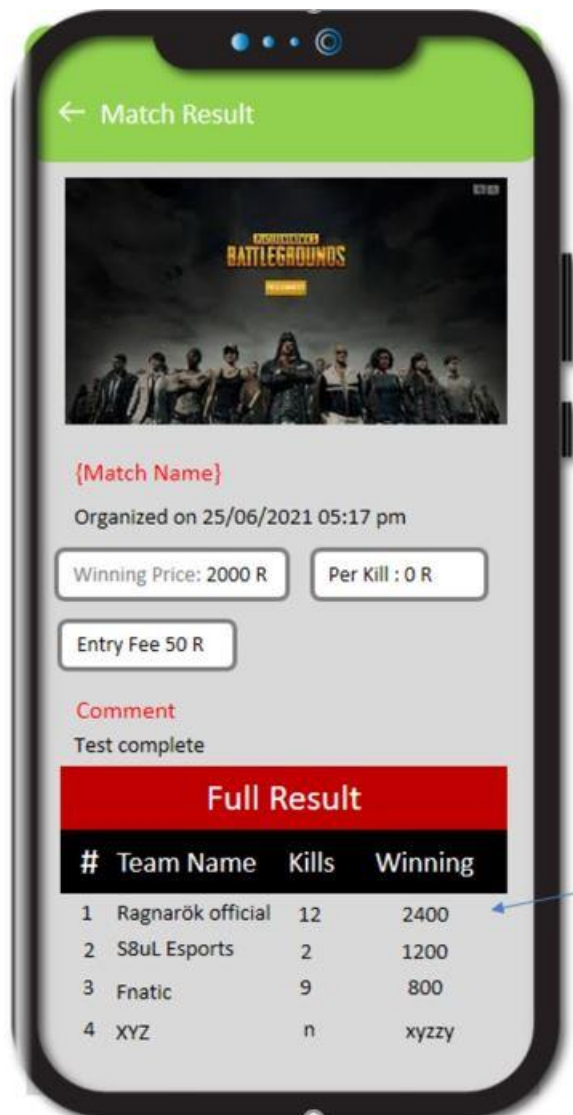 ← Match Result
BATTLEGROUNDS
{Match Name}
Organized on 25/06/2021 05:17 pm
Winning Price: 2000 R Per Kill : 0 R
Entry Fee 50 R
Comment
Test complete
Full Result
# Team Name Kills Winning
1 Ragnarök official 12 2400
2 S8uL Esports 2 1200
3 Fnatic 9 800
4 XYZ n xyzzy